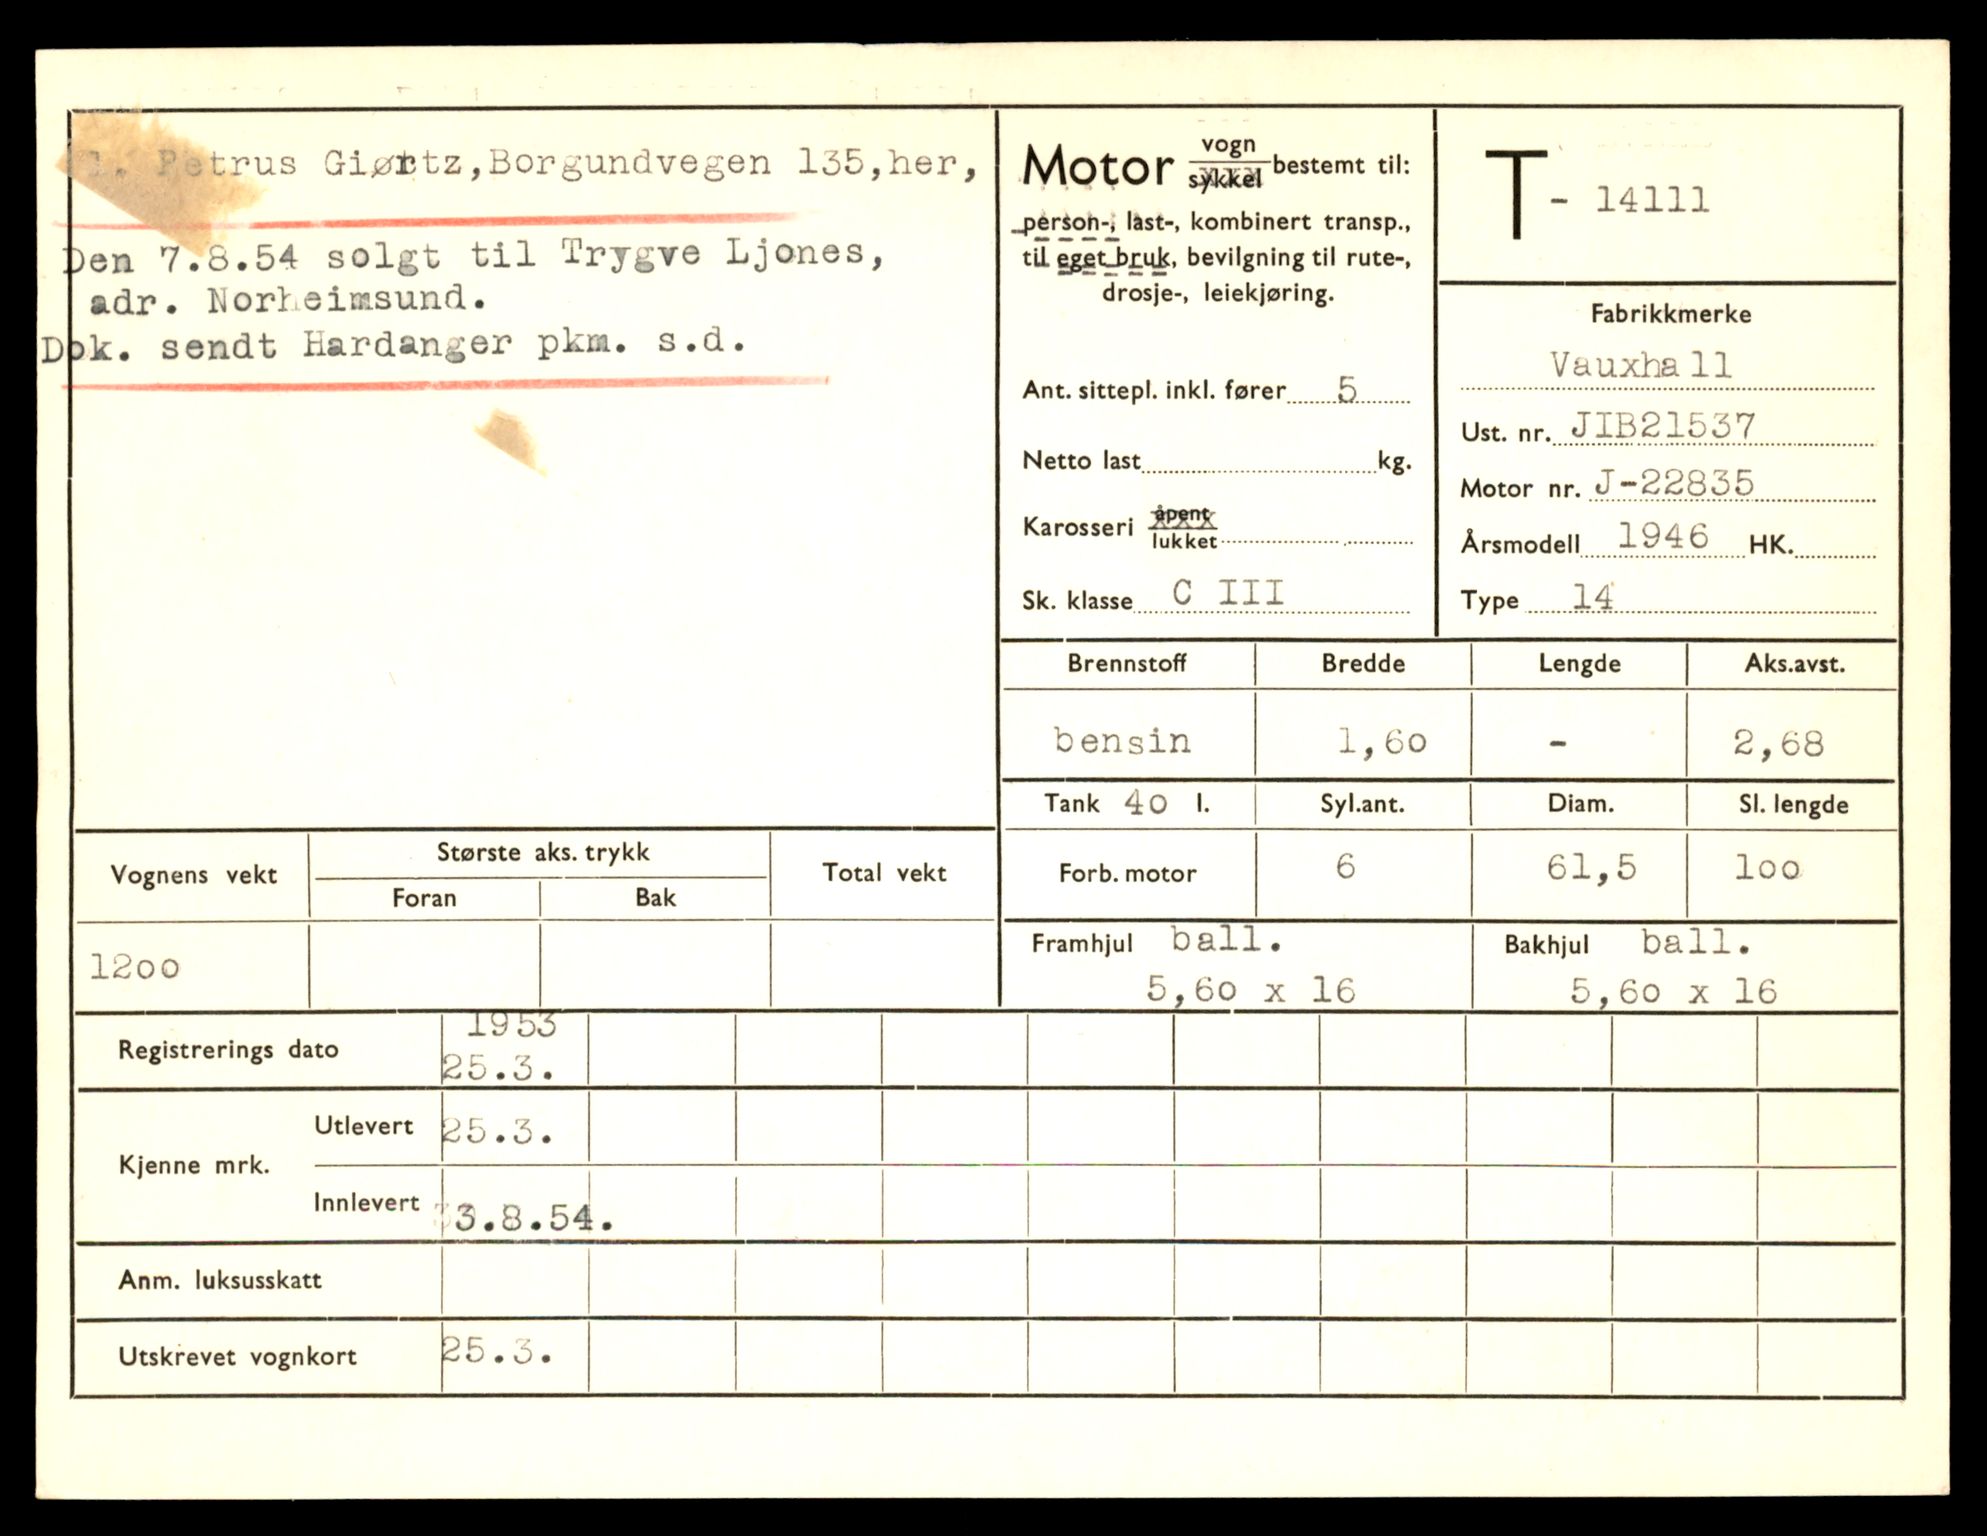 1. Petrus Giørtz, Borgundvegen 135, her,
Den 7.8.54 solgt til Trygve Ljones,
adr. Norheimsund.
Dok. sendt Hardanger pkm. s.d.
Motor vogn sykkel bestemt til:
person-, last-, kombinert transp.,
til eget bruk, bevilgning til rute-,
drosje-, leiekjøring.
Ant. sittepl. inkl. fører 5
Netto last kg.
Karosseri åpent lukket
Sk. klasse C III
T - 14111
Fabrikkmerke
Vauxhall
Ust. nr. JIB21537
Motor nr. J-22835
Årsmodell 1946 HK.
Type 14
Brennstoff Bredde Lengde Aks.avst.
bensin 1,60 - 2,68
Tank 40 l. Syl.ant. Diam. Sl. lengde
Forb. motor 6 61,5 100
Framhjul ball. Bakhjul ball.
5,60 x 16 5,60 x 16
Vognens vekt Største aks. trykk Total vekt
Foran Bak
1200
Registrerings dato 1953
25.3.
Kjenne mrk. Utlevert 25.3.
Innlevert 3.8.54.
Anm. luksusskatt
Utskrevet vognkort 25.3.